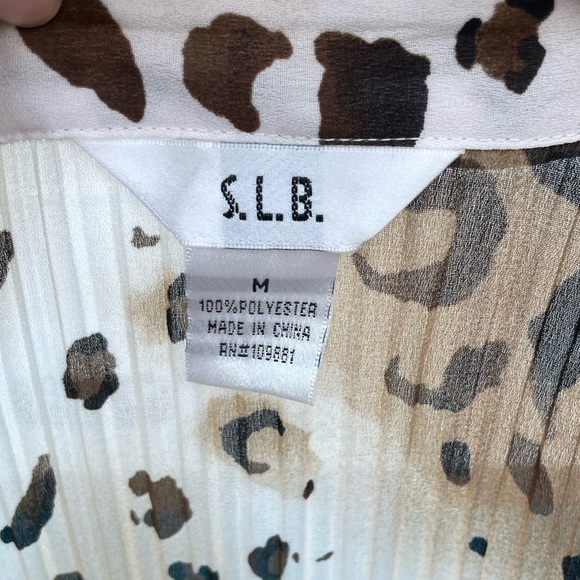 S.L.B.
M
100%POLYESTER
MADE IN CHINA
RN#109881